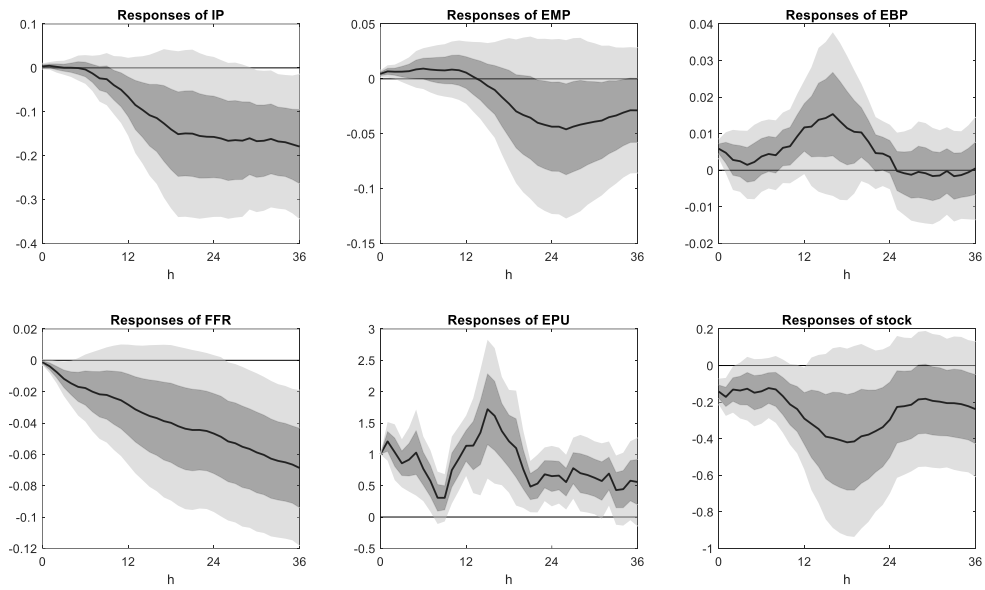 Responses of IP
0.1
0
-0.1
-0.2
-0.3
-0.4
0 12 24 36
h
Responses of EMP
0.05
0
-0.05
-0.1
-0.15
0 12 24 36
h
Responses of EBP
0.04
0.03
0.02
0.01
0
-0.01
-0.02
0 12 24 36
h
Responses of FFR
0.02
0
-0.02
-0.04
-0.06
-0.08
-0.1
-0.12
0 12 24 36
h
Responses of EPU
3
2.5
2
1.5
1
0.5
0
-0.5
0 12 24 36
h
Responses of stock
0.2
0
-0.2
-0.4
-0.6
-0.8
-1
0 12 24 36
h